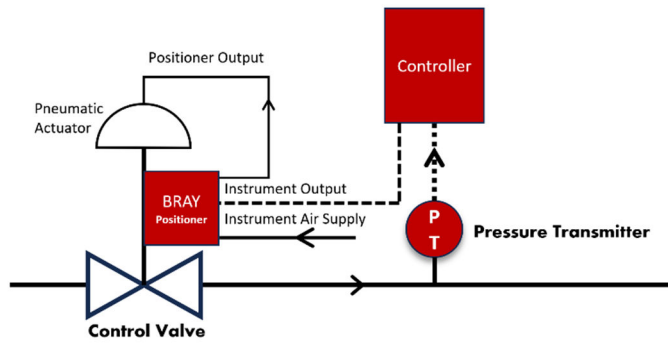 Positioner Output
Controller
Pneumatic
Actuator
BRAY
Positioner
Instrument Output
Instrument Air Supply
P
T
Pressure Transmitter
Control Valve